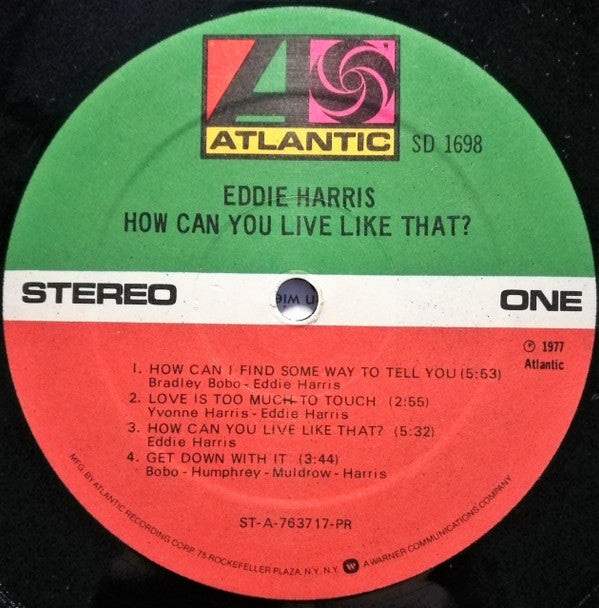 ATLANTIC
SD 1698
EDDIE HARRIS
HOW CAN YOU LIVE LIKE THAT?
STEREO
ONE
℗ 1977
Atlantic
1. HOW CAN I FIND SOME WAY TO TELL YOU (5:53)
Bradley Bobo - Eddie Harris
2. LOVE IS TOO MUCH TO TOUCH (2:55)
Yvonne Harris - Eddie Harris
3. HOW CAN YOU LIVE LIKE THAT? (5:32)
Eddie Harris
4. GET DOWN WITH IT (3:44)
Bobo - Humphrey - Muldrow - Harris
ST-A-763717-PR
MFG. BY ATLANTIC RECORDING CORP. 75 ROCKEFELLER PLAZA, N.Y. N.Y. A WARNER COMMUNICATIONS COMPANY